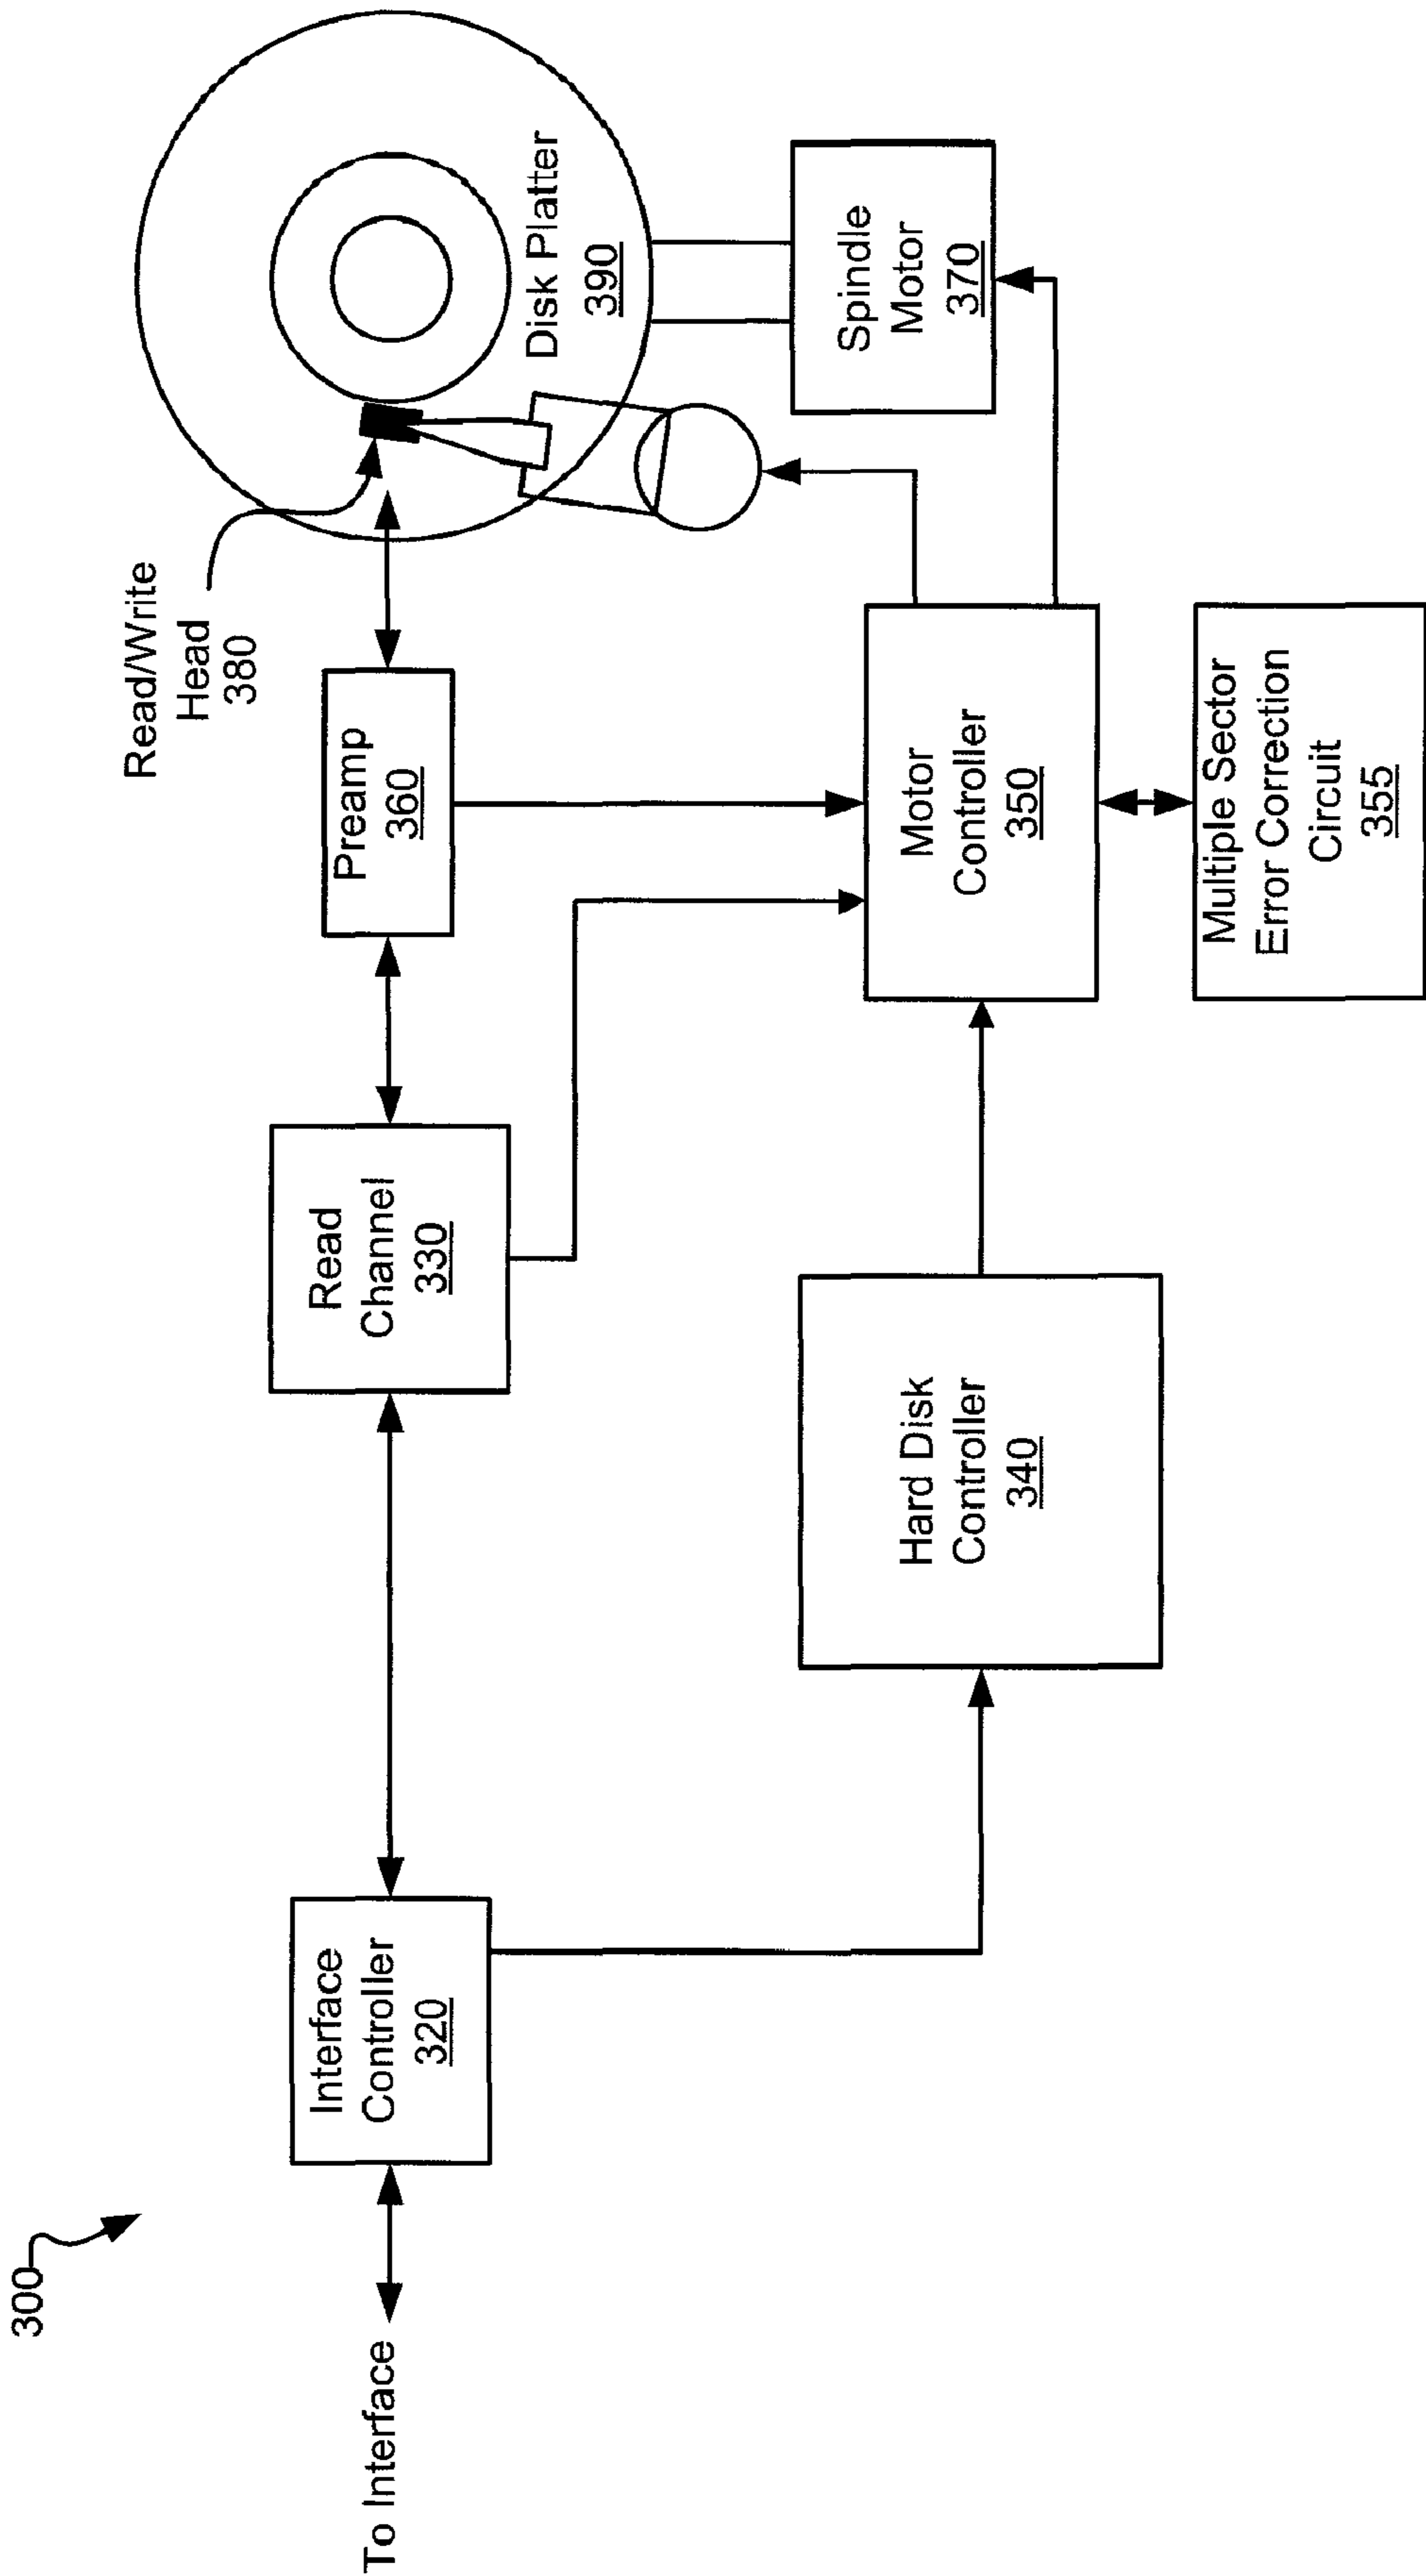 300
To Interface
Interface
Controller
320
Read
Channel
330
Preamp
360
Read/Write
Head
380
Disk Platter
390
Hard Disk
Controller
340
Motor
Controller
350
Spindle
Motor
370
Multiple Sector
Error Correction
Circuit
355